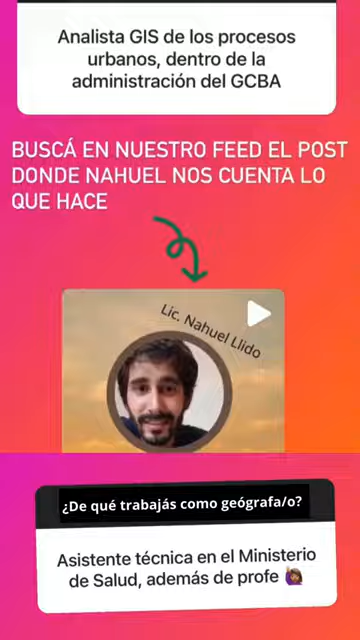 Analista GIS de los procesos
urbanos, dentro de la
administración del GCBA
BUSCÁ EN NUESTRO FEED EL POST
DONDE NAHUEL NOS CUENTA LO
QUE HACE
Lic. Nahuel Llido
¿De qué trabajás como geógrafa/o?
Asistente técnica en el Ministerio
de Salud, además de profe 🙋🏽‍♀️